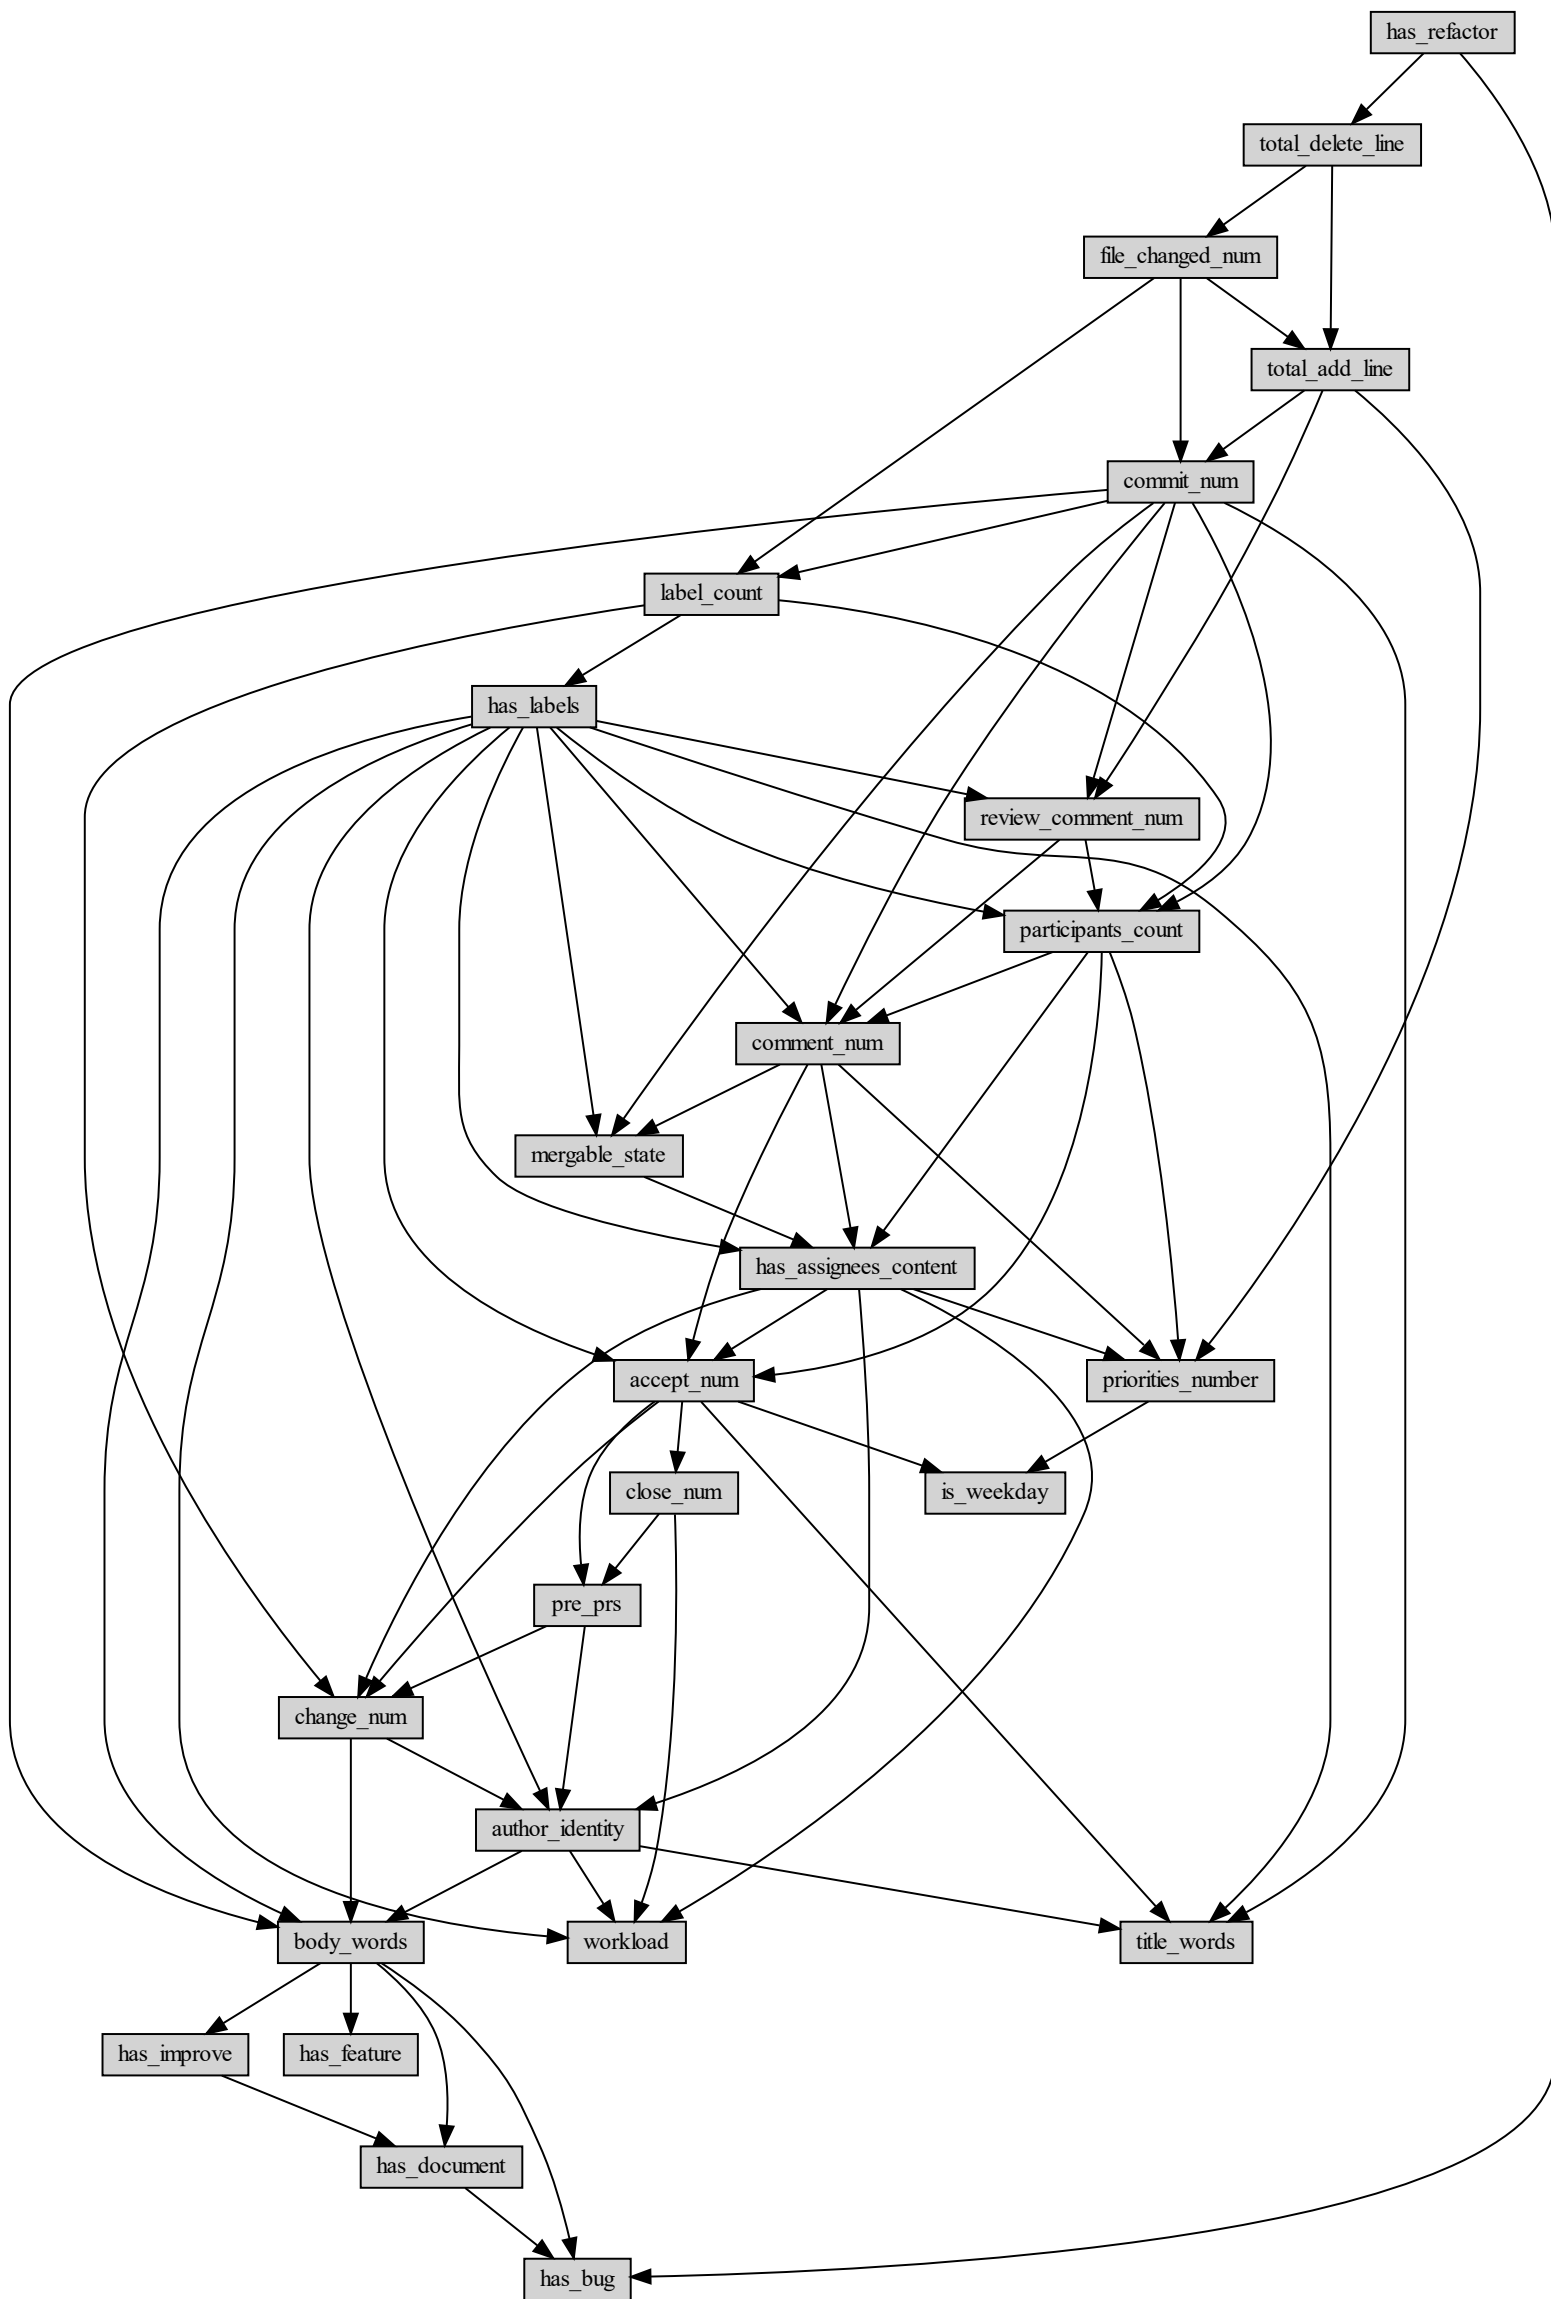 has_refactor
total_delete_line
file_changed_num
total_add_line
commit_num
label_count
has_labels
review_comment_num
participants_count
comment_num
mergable_state
has_assignees_content
accept_num
priorities_number
close_num
is_weekday
pre_prs
change_num
author_identity
body_words
workload
title_words
has_improve
has_feature
has_document
has_bug